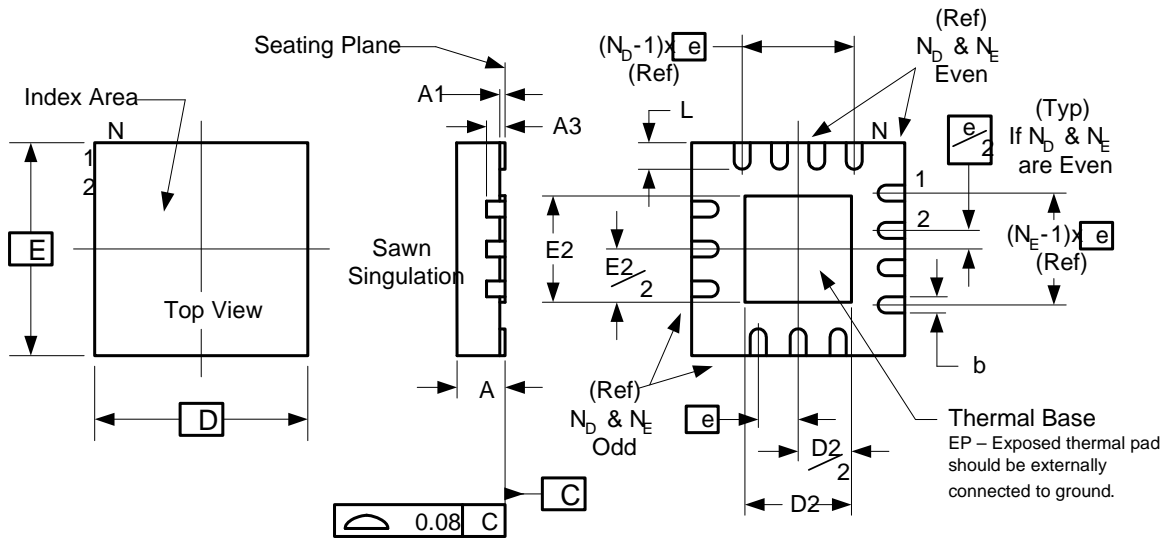 Seating Plane
Index Area
N
1
2
E
Top View
D
A1
A3
Sawn
Singulation
A
C
0.08 C
(N_D-1)x e
(Ref)
(Ref)
N_D & N_E
Even
L
N
e/2
(Typ)
If N_D & N_E
are Even
1
2
(N_E-1)x e
(Ref)
E2
E2/2
b
(Ref)
N_D & N_E
Odd
e
D2/2
D2
Thermal Base
EP – Exposed thermal pad
should be externally
connected to ground.